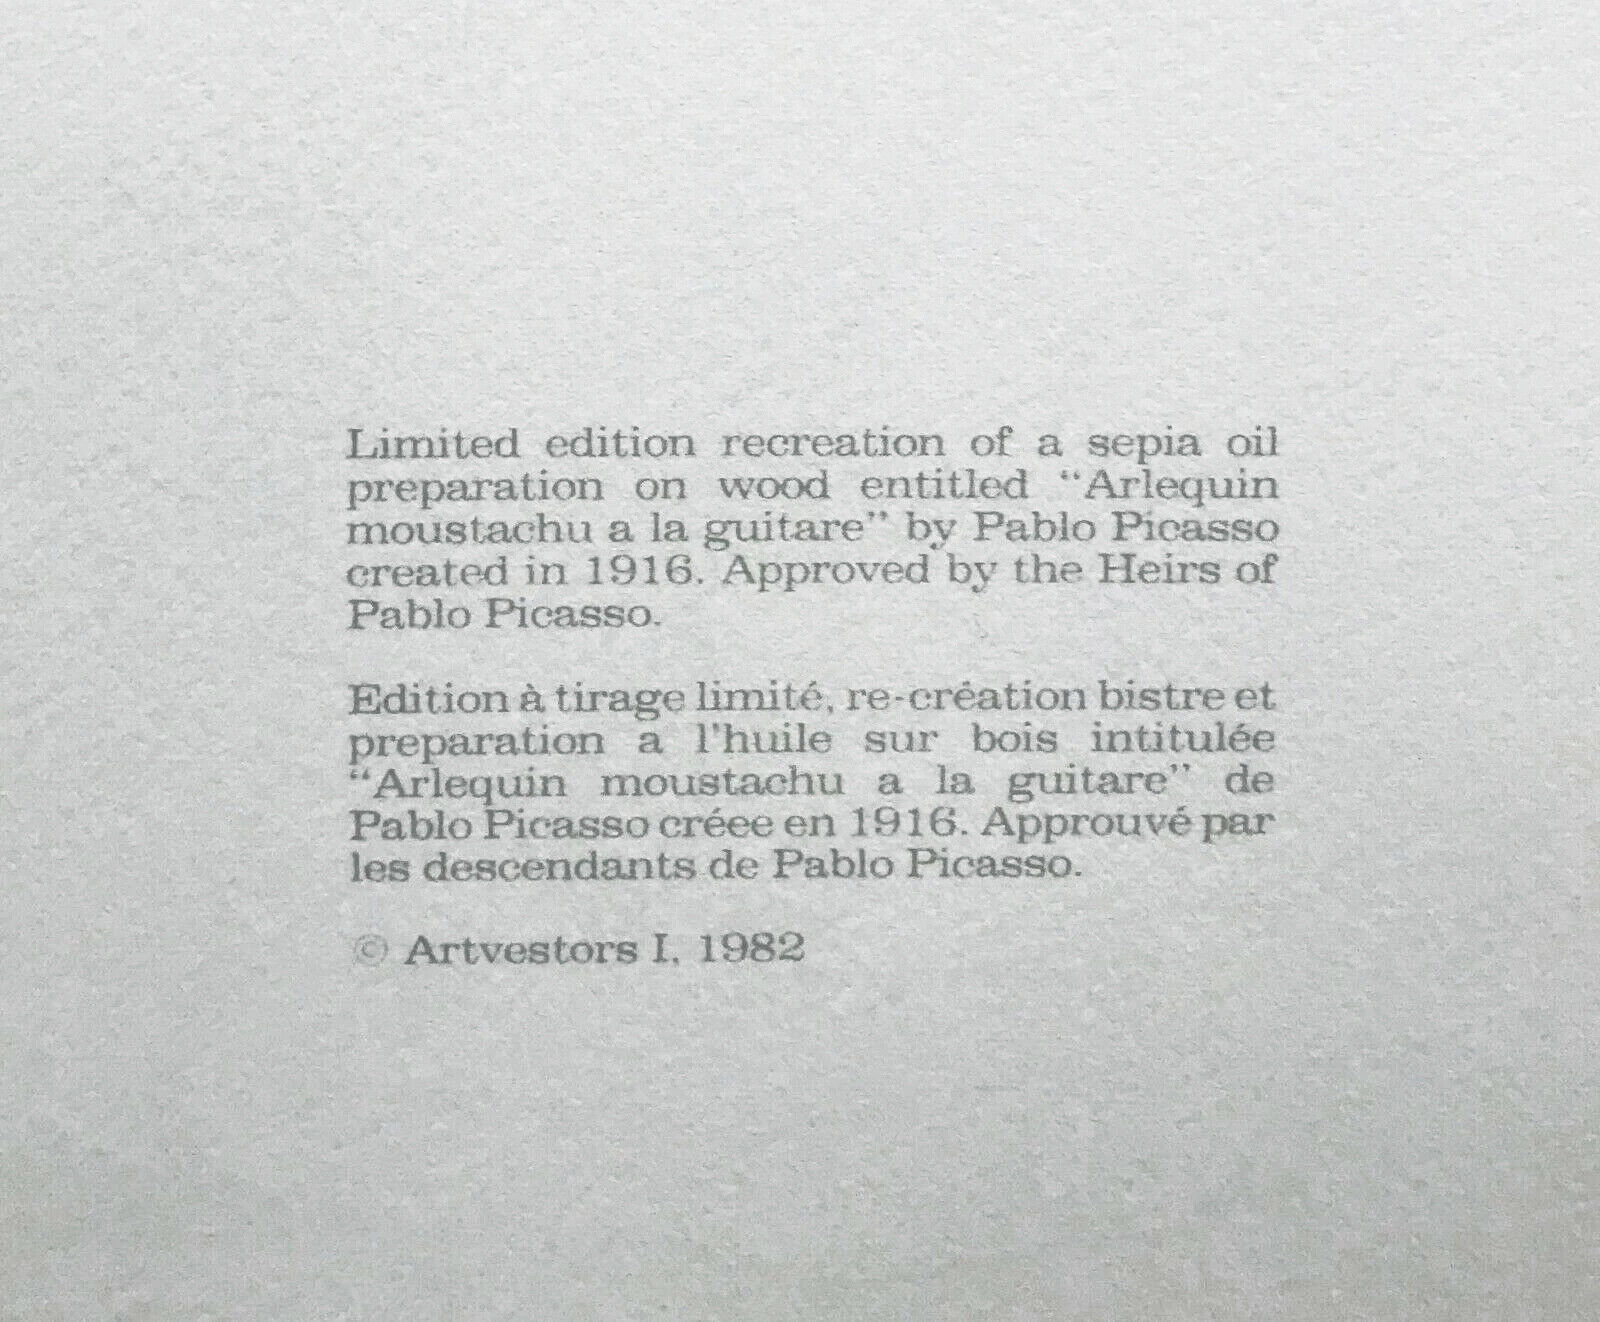 Limited edition recreation of a sepia oil
preparation on wood entitled “Arlequin
moustachu a la guitare” by Pablo Picasso
created in 1916. Approved by the Heirs of
Pablo Picasso.
Edition à tirage limité, re-création bistre et
preparation a l'huile sur bois intitulée
“Arlequin moustachu a la guitare” de
Pablo Picasso créee en 1916. Approuvé par
les descendants de Pablo Picasso.
© Artvestors I, 1982